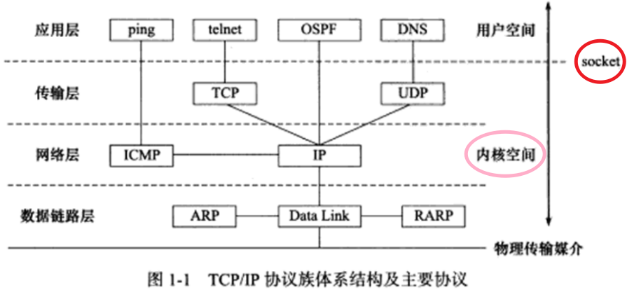 应用层 ping telnet OSPF DNS 用户空间
socket
传输层 TCP UDP
网络层 ICMP IP 内核空间
数据链路层 ARP Data Link RARP
物理传输媒介
图 1-1 TCP/IP 协议族体系结构及主要协议